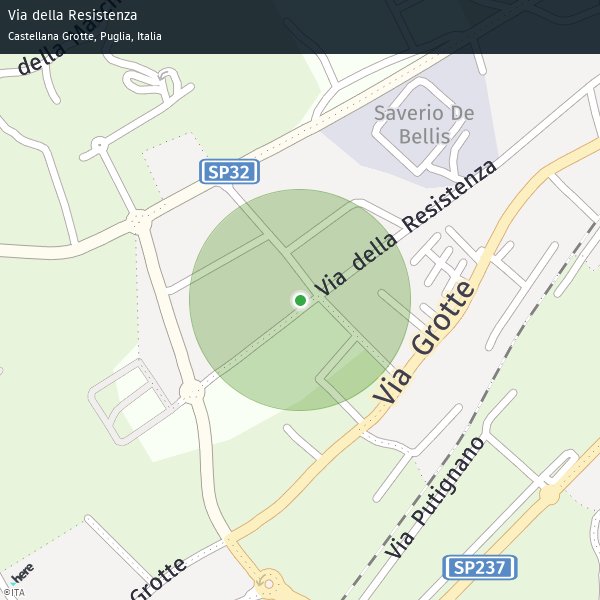 Via della Resistenza
Castellana Grotte, Puglia, Italia
della
Saverio De
Bellis
SP32
Via della Resistenza
Via Grotte
Via Putignano
SP237
Grotte
here
©ITA